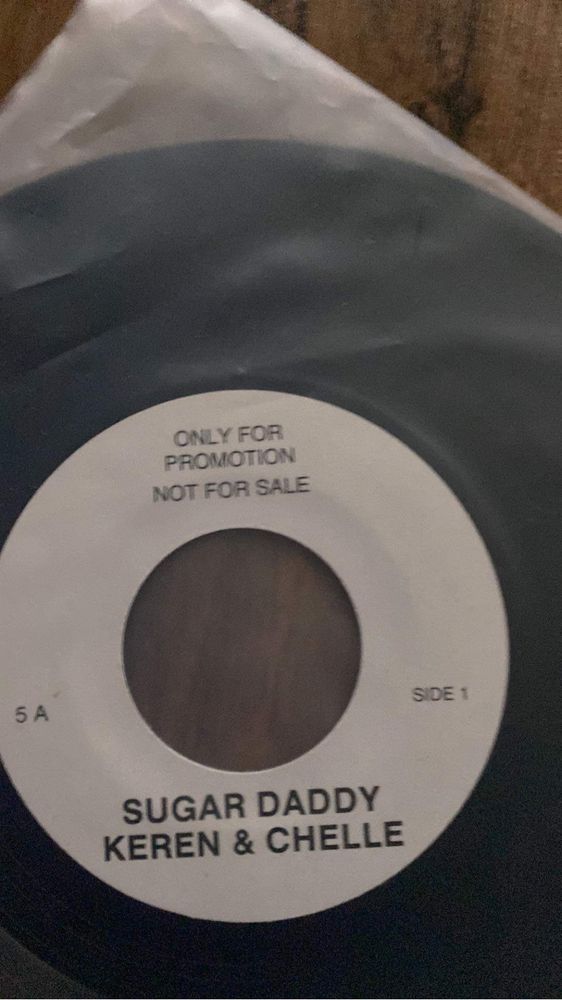 ONLY FOR
PROMOTION
NOT FOR SALE
5 A
SIDE 1
SUGAR DADDY
KEREN & CHELLE